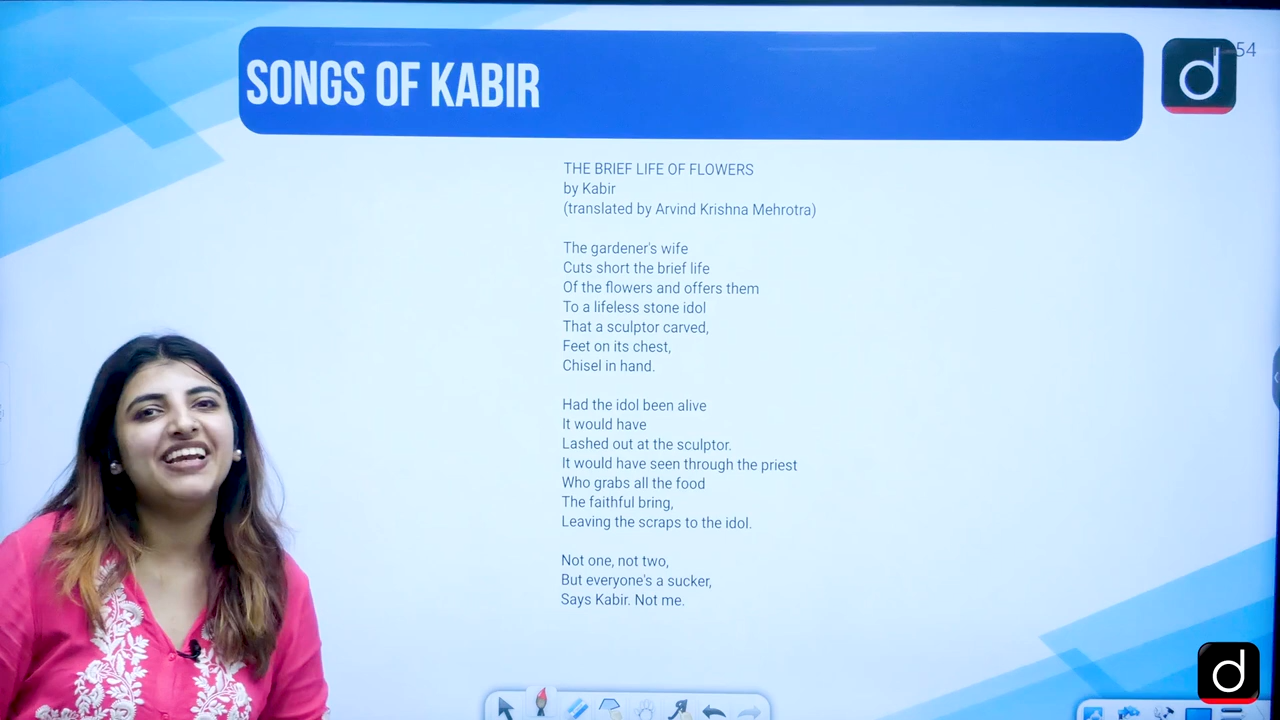 SONGS OF KABIR
d
54
THE BRIEF LIFE OF FLOWERS
by Kabir
(translated by Arvind Krishna Mehrotra)
The gardener's wife
Cuts short the brief life
Of the flowers and offers them
To a lifeless stone idol
That a sculptor carved,
Feet on its chest,
Chisel in hand.
Had the idol been alive
It would have
Lashed out at the sculptor.
It would have seen through the priest
Who grabs all the food
The faithful bring,
Leaving the scraps to the idol.
Not one, not two,
But everyone's a sucker,
Says Kabir. Not me.
d